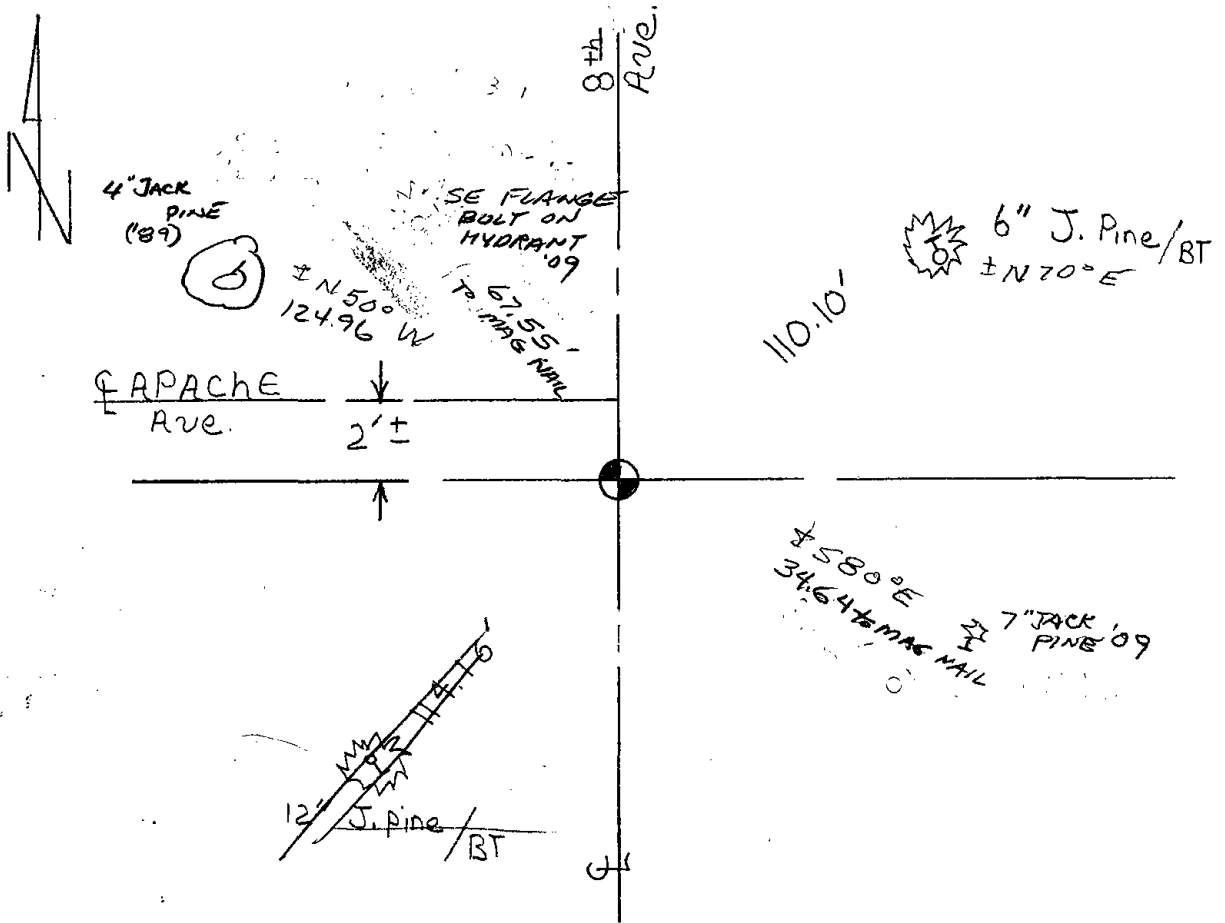 N
8th
Ave.
4" JACK
PINE
('89)
± N 50° W
124.96
SE FLANGE
BOLT ON
HYDRANT
'09
67.55'
TO MAG NAIL
6" J. Pine/BT
± N 70° E
110.10'
℄ APAChE
Ave.
2' ±
± S 80° E
34.64 to MAG NAIL
7" JACK
PINE '09
12" J. pine/BT
℄